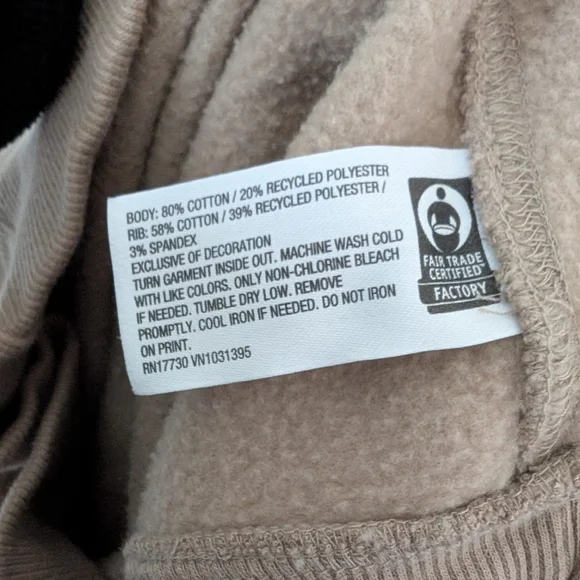 BODY: 80% COTTON / 20% RECYCLED POLYESTER
RIB: 58% COTTON / 39% RECYCLED POLYESTER /
3% SPANDEX
EXCLUSIVE OF DECORATION
TURN GARMENT INSIDE OUT. MACHINE WASH COLD
WITH LIKE COLORS. ONLY NON-CHLORINE BLEACH
IF NEEDED. TUMBLE DRY LOW. REMOVE
PROMPTLY. COOL IRON IF NEEDED. DO NOT IRON
ON PRINT.
RN17730 VN1031395
FAIR TRADE
CERTIFIED
FACTORY